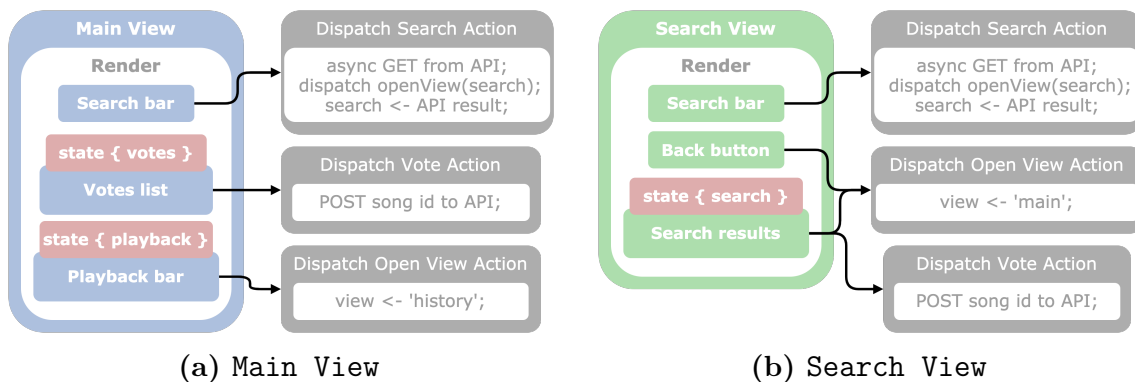 Main View
Render
Search bar
state { votes }
Votes list
state { playback }
Playback bar
Dispatch Search Action
async GET from API;
dispatch openView(search);
search <- API result;
Dispatch Vote Action
POST song id to API;
Dispatch Open View Action
view <- 'history';
(a) Main View
Search View
Render
Search bar
Back button
state { search }
Search results
Dispatch Search Action
async GET from API;
dispatch openView(search);
search <- API result;
Dispatch Open View Action
view <- 'main';
Dispatch Vote Action
POST song id to API;
(b) Search View